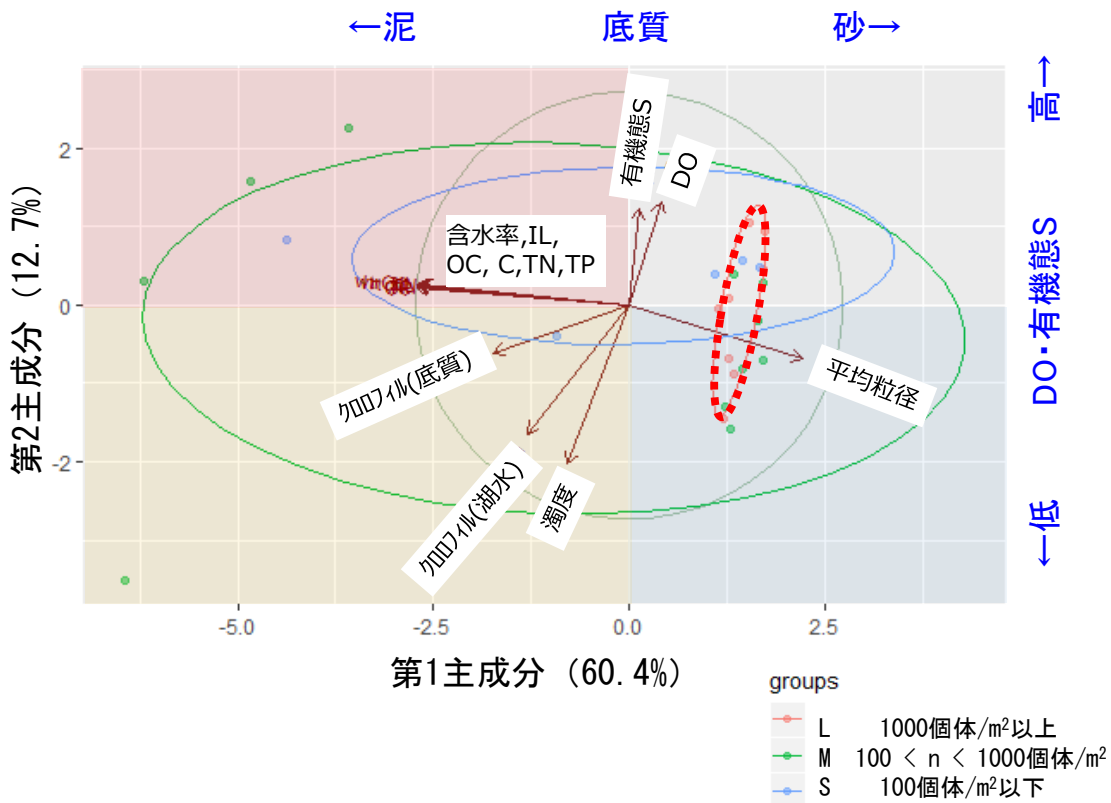 ←泥 底質 砂→
高→
DO・有機態S
←低
有機態S
DO
含水率,IL,
OC, C,TN,TP
クロロフィル(底質)
クロロフィル(湖水)
濁度
平均粒径
第2主成分 (12.7%)
2
0
-2
-5.0 -2.5 0.0 2.5
第1主成分 (60.4%)
groups
L 1000個体/m²以上
M 100 < n < 1000個体/m²
S 100個体/m²以下